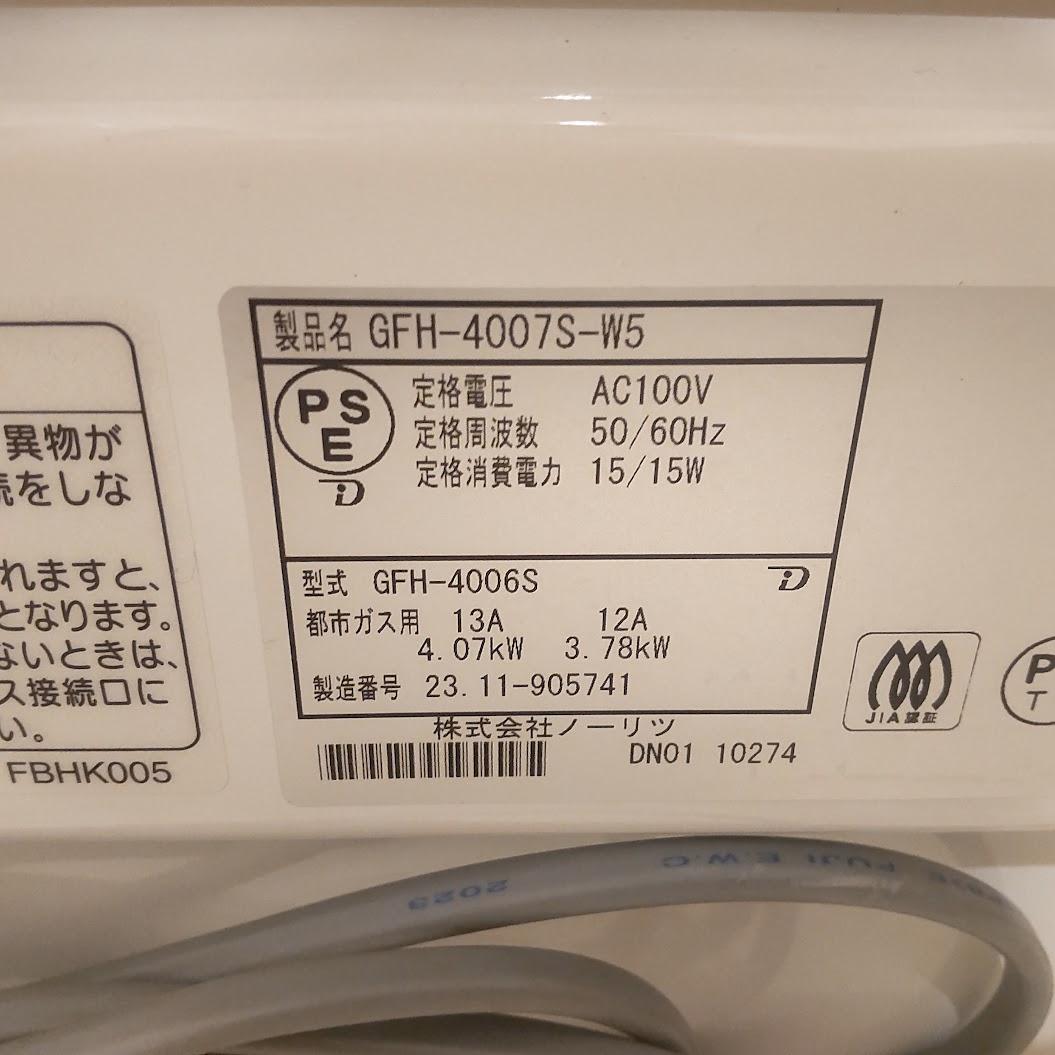 異物が
続をしな
れますと、
となります。
ないときは、
ス接続口に
い。
FBHK005
製品名 GFH-4007S-W5
PS
E
定格電圧 AC100V
定格周波数 50/60Hz
定格消費電力 15/15W
型式 GFH-4006S
都市ガス用 13A 12A
4.07kW 3.78kW
製造番号 23.11-905741
株式会社ノーリツ
DN01 10274
JIA認証
P
T
FUJI E.W.C
2023